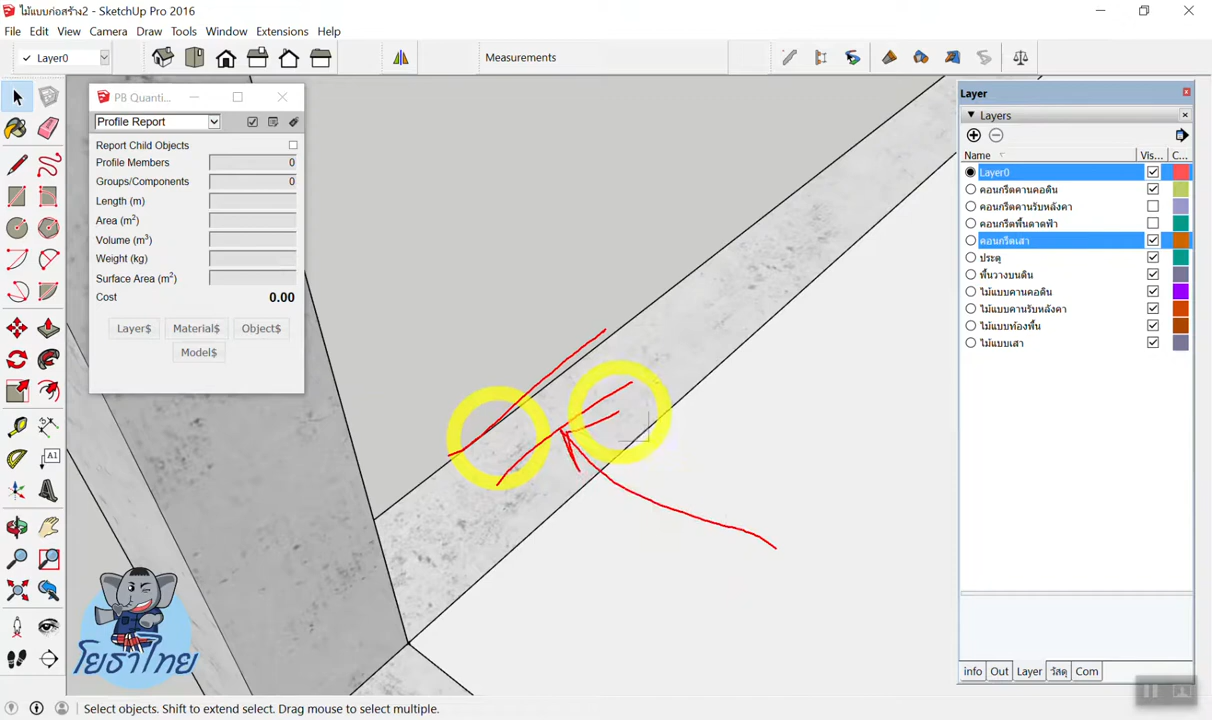 ไม้แบบก่อสร้าง2 - SketchUp Pro 2016
File Edit View Camera Draw Tools Window Extensions Help
Layer0
Measurements
PB Quanti...
Profile Report
Report Child Objects
Profile Members 0
Groups/Components 0
Length (m)
Area (m²)
Volume (m³)
Weight (kg)
Surface Area (m²)
Cost 0.00
Layer$ Material$ Object$
Model$
A1
Layer
Layers
Name Vis... C...
Layer0
คอนกรีตคานคอดิน
คอนกรีตคานรับหลังคา
คอนกรีตพื้นดาดฟ้า
คอนกรีตเสา
ประตู
พื้นวางบนดิน
ไม้แบบคานคอดิน
ไม้แบบคานรับหลังคา
ไม้แบบท้องพื้น
ไม้แบบเสา
info Out Layer วัสดุ Com
โยธาไทย
Select objects. Shift to extend select. Drag mouse to select multiple.